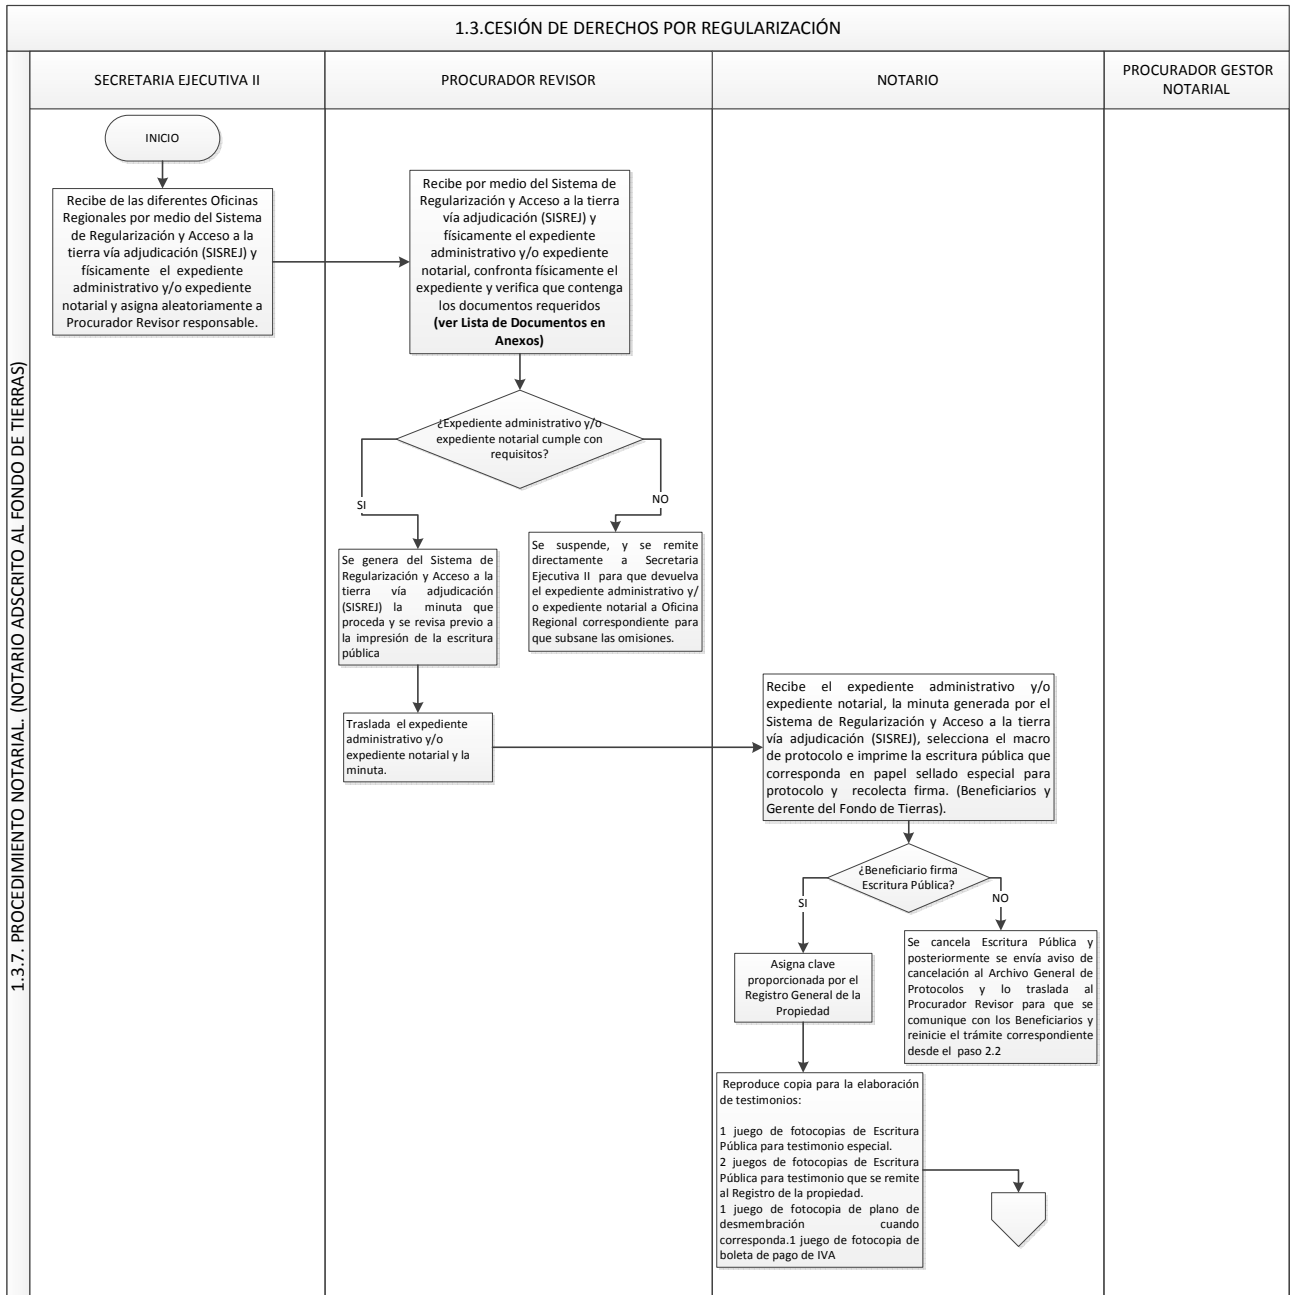 1.3.CESIÓN DE DERECHOS POR REGULARIZACIÓN
1.3.7. PROCEDIMIENTO NOTARIAL. (NOTARIO ADSCRITO AL FONDO DE TIERRAS)
SECRETARIA EJECUTIVA II
PROCURADOR REVISOR
NOTARIO
PROCURADOR GESTOR
NOTARIAL
INICIO
Recibe de las diferentes Oficinas
Regionales por medio del Sistema
de Regularización y Acceso a la
tierra vía adjudicación (SISREJ) y
físicamente el expediente
administrativo y/o expediente
notarial y asigna aleatoriamente a
Procurador Revisor responsable.
Recibe por medio del Sistema de
Regularización y Acceso a la tierra
vía adjudicación (SISREJ) y
físicamente el expediente
administrativo y/o expediente
notarial, confronta físicamente el
expediente y verifica que contenga
los documentos requeridos
(ver Lista de Documentos en
Anexos)
¿Expediente administrativo y/o
expediente notarial cumple con
requisitos?
SI
NO
Se genera del Sistema de
Regularización y Acceso a la
tierra vía adjudicación
(SISREJ) la minuta que
proceda y se revisa previo a
la impresión de la escritura
pública
Se suspende, y se remite
directamente a Secretaria
Ejecutiva II para que devuelva
el expediente administrativo y/
o expediente notarial a Oficina
Regional correspondiente para
que subsane las omisiones.
Traslada el expediente
administrativo y/o
expediente notarial y la
minuta.
Recibe el expediente administrativo y/o
expediente notarial, la minuta generada por el
Sistema de Regularización y Acceso a la tierra
vía adjudicación (SISREJ), selecciona el macro
de protocolo e imprime la escritura pública que
corresponda en papel sellado especial para
protocolo y recolecta firma. (Beneficiarios y
Gerente del Fondo de Tierras).
¿Beneficiario firma
Escritura Pública?
SI
NO
Asigna clave
proporcionada por el
Registro General de la
Propiedad
Se cancela Escritura Pública y
posteriormente se envía aviso de
cancelación al Archivo General de
Protocolos y lo traslada al
Procurador Revisor para que se
comunique con los Beneficiarios y
reinicie el trámite correspondiente
desde el paso 2.2
Reproduce copia para la elaboración
de testimonios:
1 juego de fotocopias de Escritura
Pública para testimonio especial.
2 juegos de fotocopias de Escritura
Pública para testimonio que se remite
al Registro de la propiedad.
1 juego de fotocopia de plano de
desmembración cuando
corresponda.1 juego de fotocopia de
boleta de pago de IVA